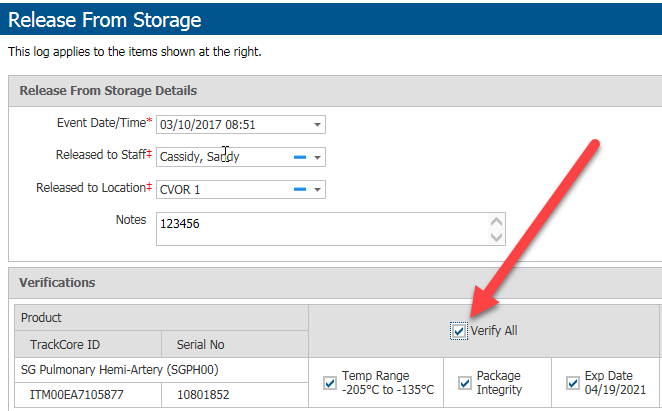 Release From Storage
This log applies to the items shown at the right.
Release From Storage Details
Event Date/Time* 03/10/2017 08:51
Released to Staff‡ Cassidy, Sandy
Released to Location‡ CVOR 1
Notes 123456
Verifications
Product
Verify All
TrackCore ID Serial No
SG Pulmonary Hemi-Artery (SGPH00)
ITM00EA7105877 10801852
Temp Range
-205°C to -135°C
Package
Integrity
Exp Date
04/19/2021